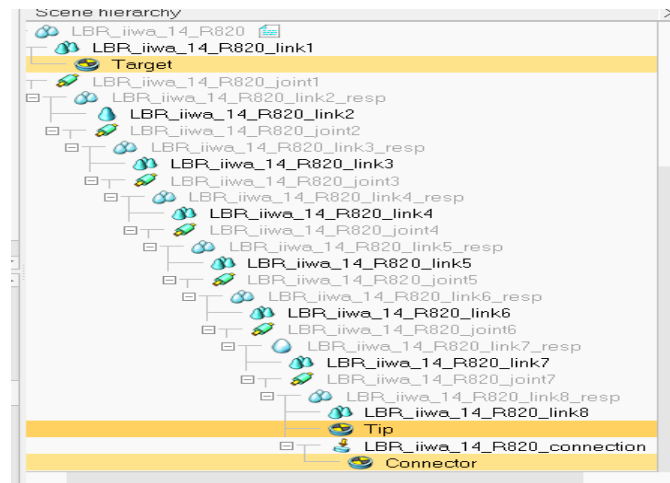 Scene hierarchy
LBR_iiwa_14_R820
LBR_iiwa_14_R820_link1
Target
LBR_iiwa_14_R820_joint1
LBR_iiwa_14_R820_link2_resp
LBR_iiwa_14_R820_link2
LBR_iiwa_14_R820_joint2
LBR_iiwa_14_R820_link3_resp
LBR_iiwa_14_R820_link3
LBR_iiwa_14_R820_joint3
LBR_iiwa_14_R820_link4_resp
LBR_iiwa_14_R820_link4
LBR_iiwa_14_R820_joint4
LBR_iiwa_14_R820_link5_resp
LBR_iiwa_14_R820_link5
LBR_iiwa_14_R820_joint5
LBR_iiwa_14_R820_link6_resp
LBR_iiwa_14_R820_link6
LBR_iiwa_14_R820_joint6
LBR_iiwa_14_R820_link7_resp
LBR_iiwa_14_R820_link7
LBR_iiwa_14_R820_joint7
LBR_iiwa_14_R820_link8_resp
LBR_iiwa_14_R820_link8
Tip
LBR_iiwa_14_R820_connection
Connector